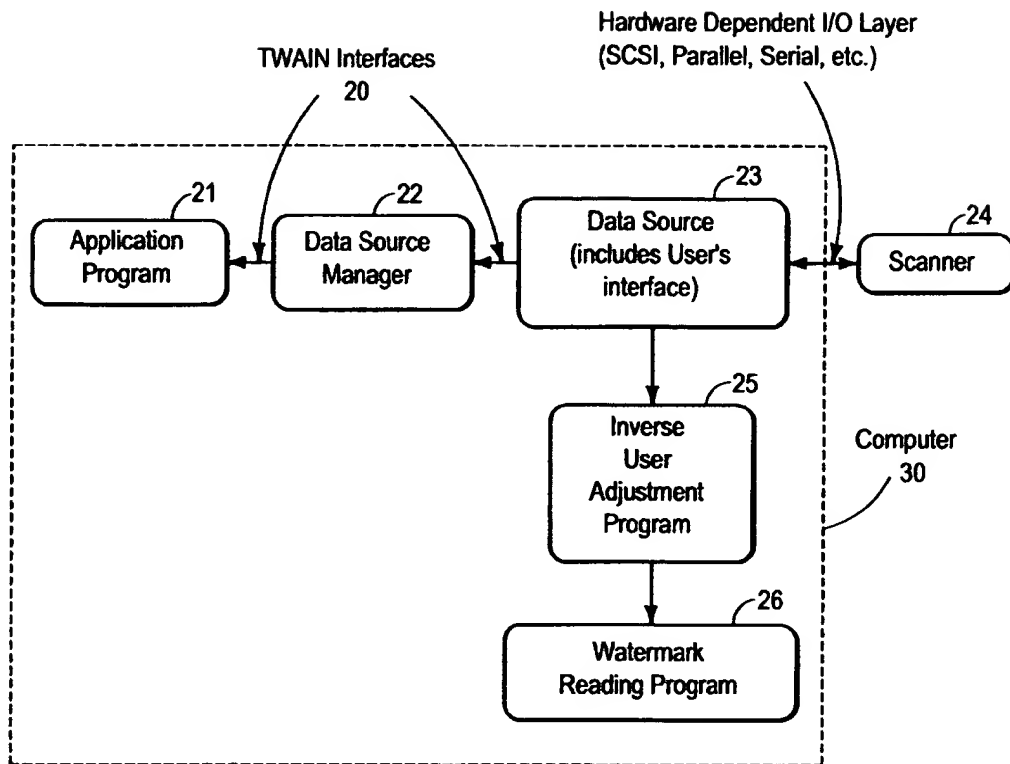 Hardware Dependent I/O Layer
(SCSI, Parallel, Serial, etc.)
TWAIN Interfaces
20
21
Application
Program
22
Data Source
Manager
23
Data Source
(includes User's
interface)
24
Scanner
25
Inverse
User
Adjustment
Program
Computer
30
26
Watermark
Reading Program